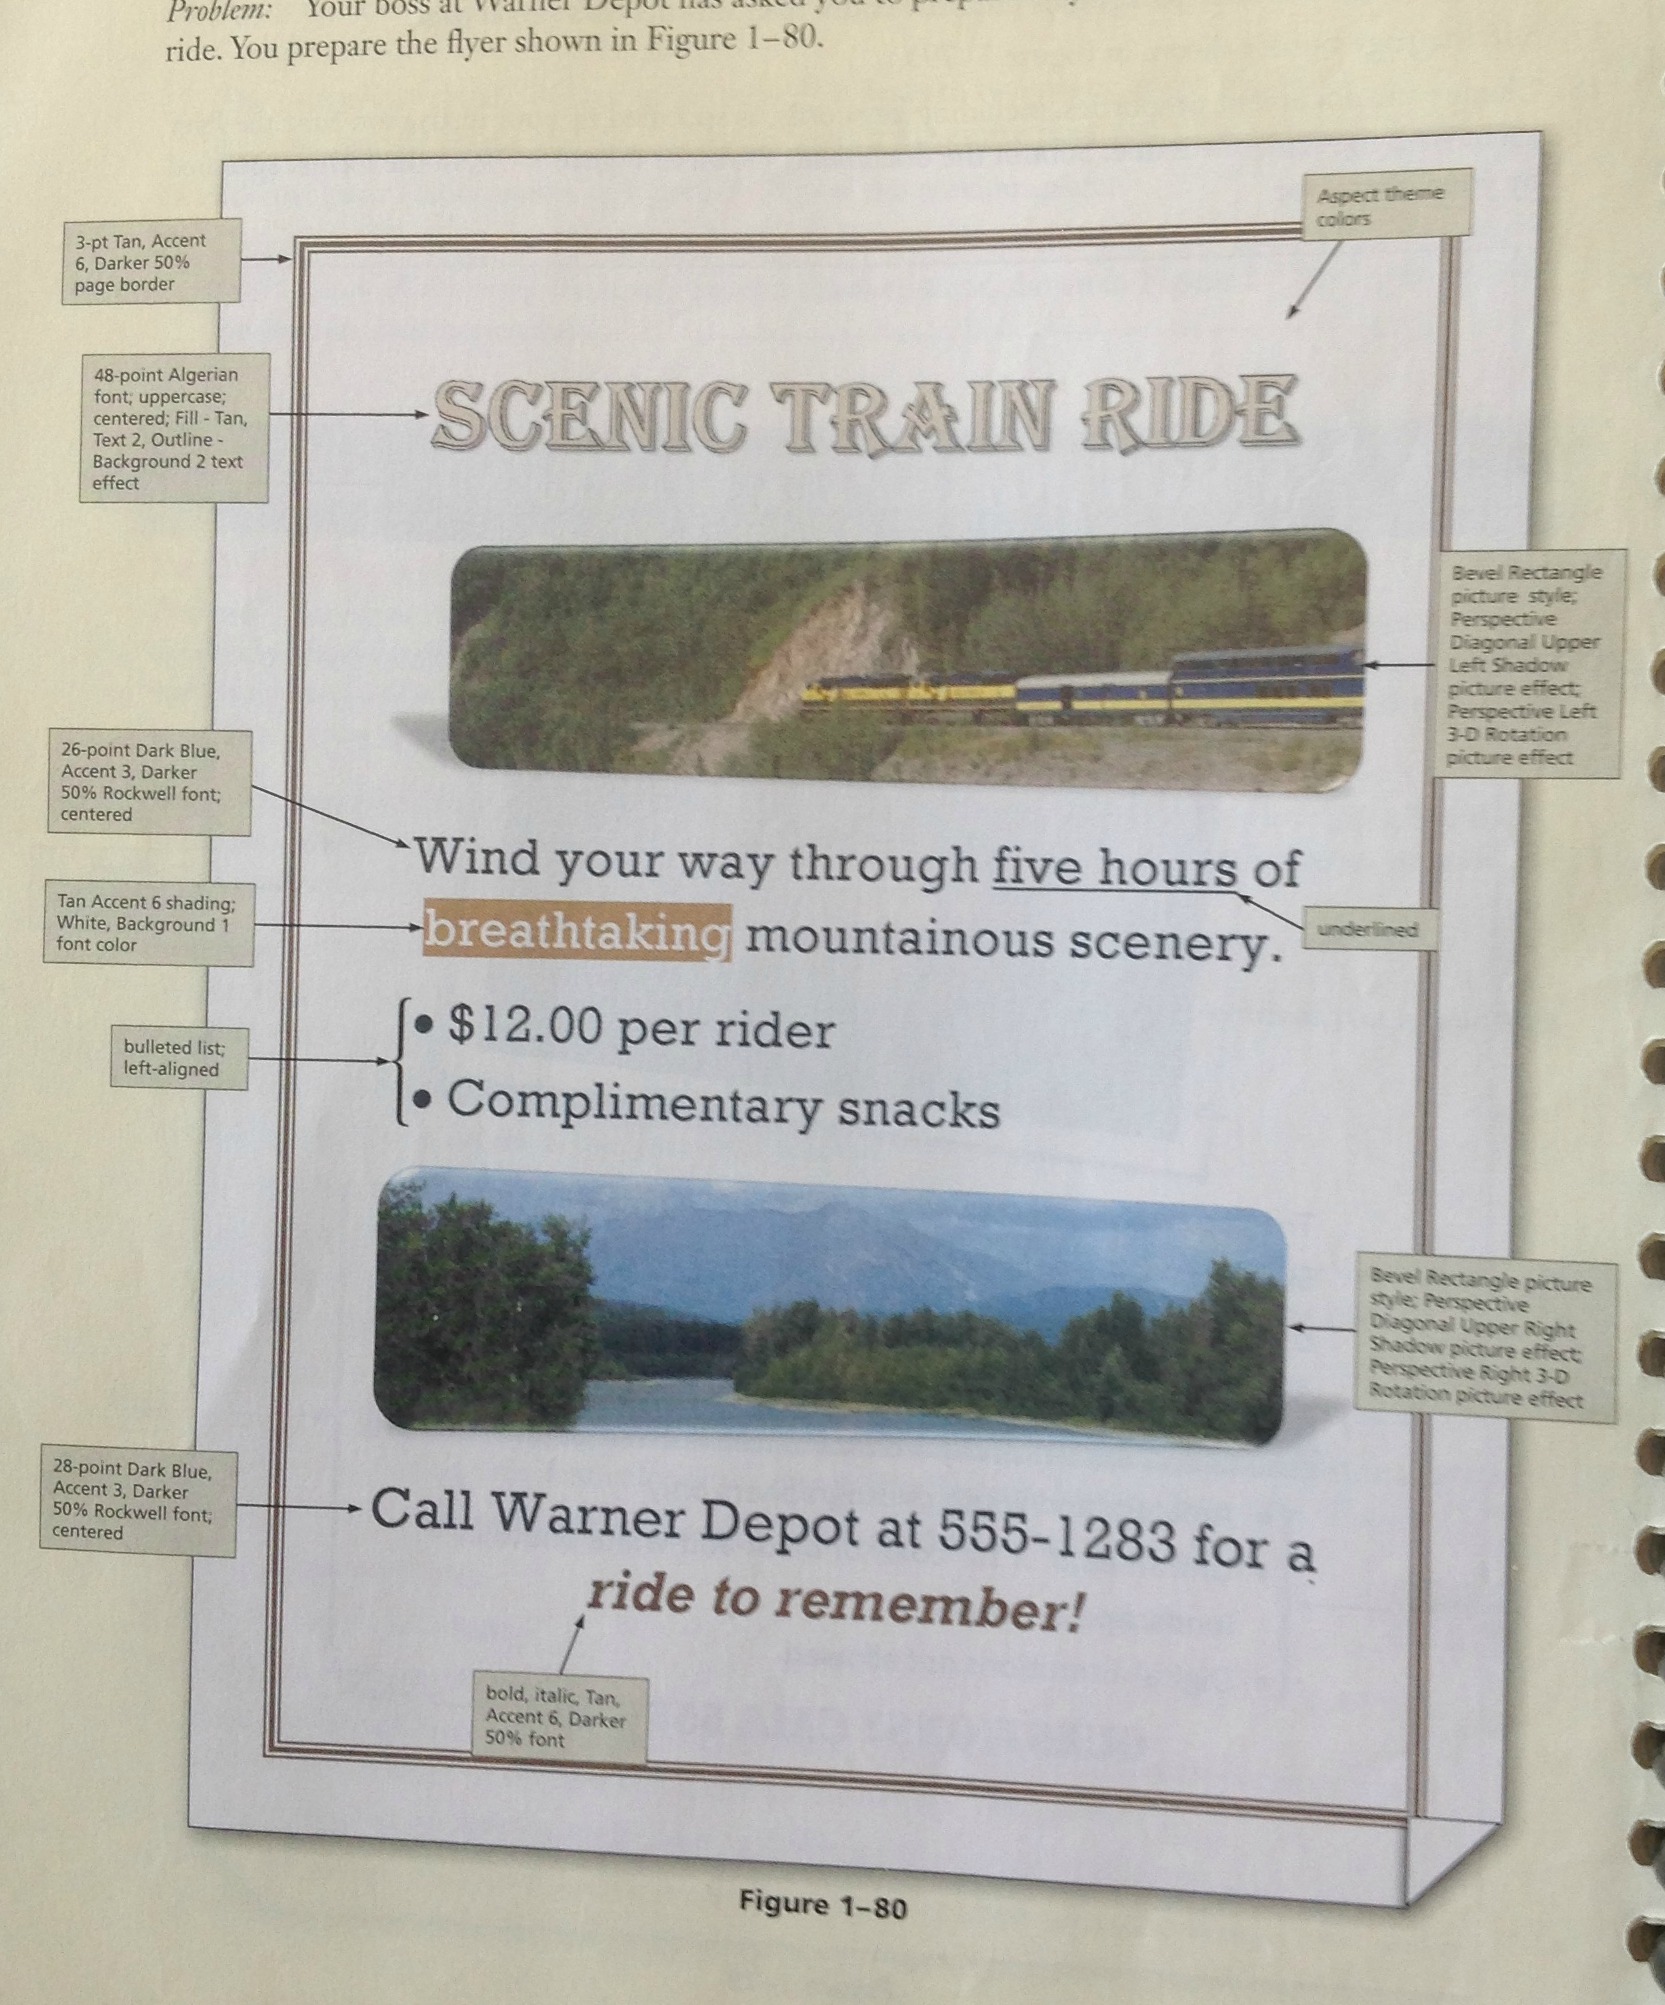 Problem: Your boss at Warner Depot has asked you to
ride. You prepare the flyer shown in Figure 1–80.
Aspect theme
colors
3-pt Tan, Accent
6, Darker 50%
page border
48-point Algerian
font; uppercase;
centered; Fill - Tan,
Text 2, Outline -
Background 2 text
effect
SCENIC TRAIN RIDE
Bevel Rectangle
picture style;
Perspective
Diagonal Upper
Left Shadow
picture effect;
Perspective Left
3-D Rotation
picture effect
26-point Dark Blue,
Accent 3, Darker
50% Rockwell font;
centered
Wind your way through five hours of
breathtaking mountainous scenery.
Tan Accent 6 shading;
White, Background 1
font color
underlined
bulleted list;
left-aligned
• $12.00 per rider
• Complimentary snacks
Bevel Rectangle picture
style; Perspective
Diagonal Upper Right
Shadow picture effect;
Perspective Right 3-D
Rotation picture effect
28-point Dark Blue,
Accent 3, Darker
50% Rockwell font;
centered
Call Warner Depot at 555-1283 for a
ride to remember!
bold, italic, Tan,
Accent 6, Darker
50% font
Figure 1–80